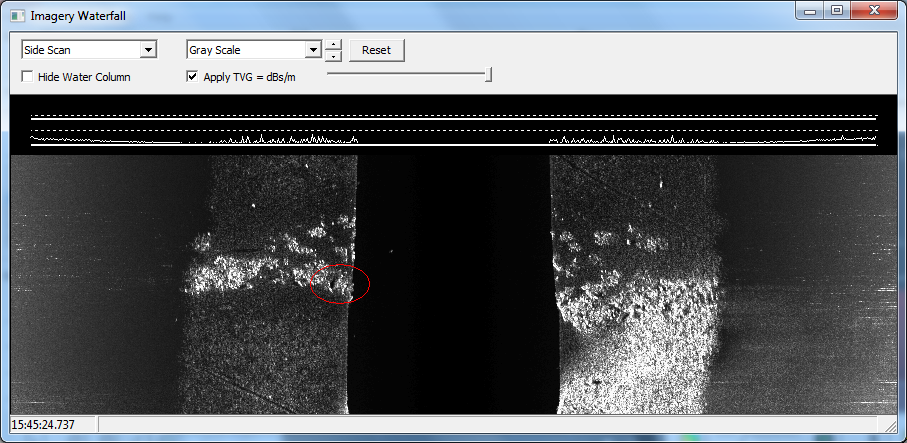 Imagery Waterfall
Side Scan Gray Scale Reset
Hide Water Column Apply TVG = dBs/m
15:45:24.737